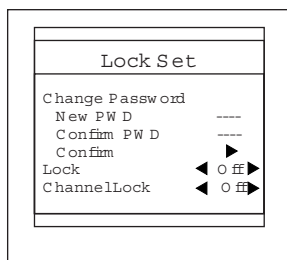 Lock Set
Change Password
New PWD ----
Confirm PWD ----
Confirm ▶
Lock ◀ Off ▶
ChannelLock ◀ Off ▶